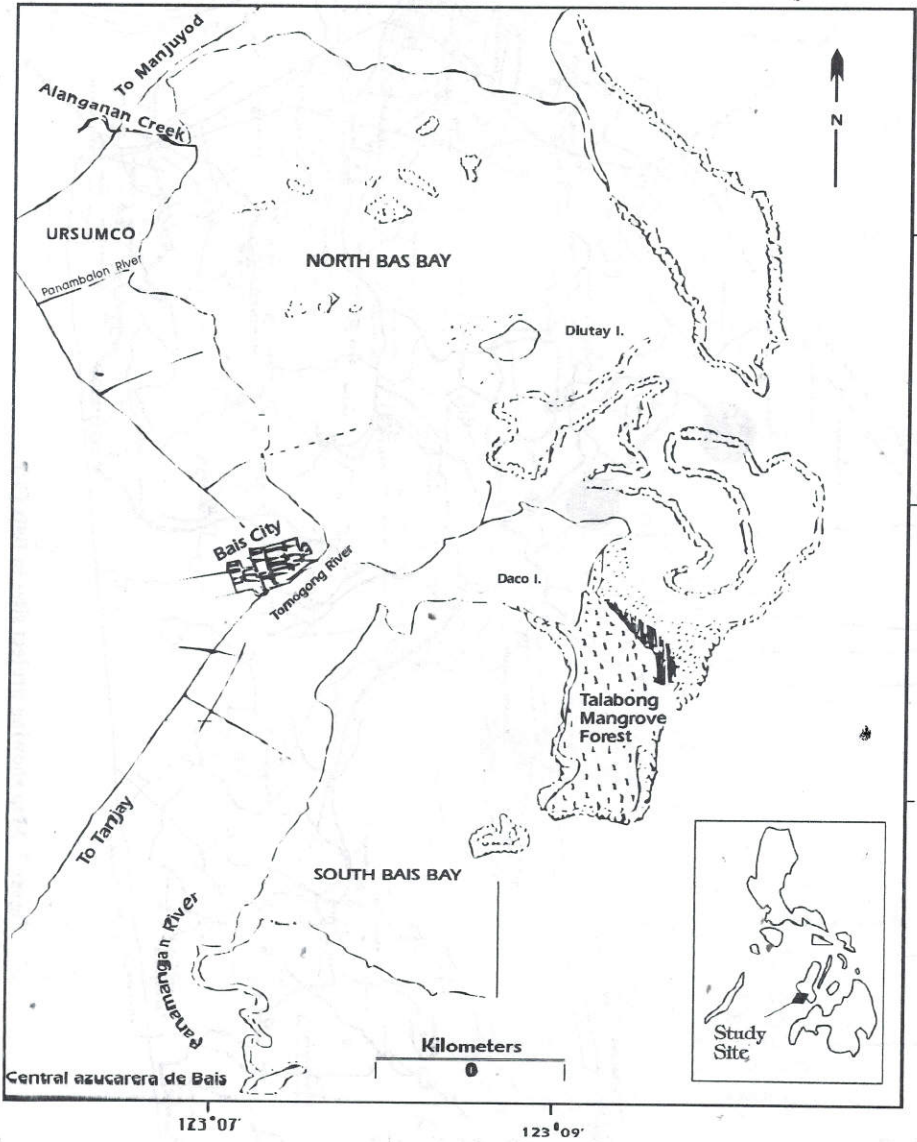 To Manjuyod
Alanganan Creek
N
URSUMCO
NORTH BAS BAY
Panambalon River
Dlutay I.
Bais City
Tomogong River
Daco I.
Talabong
Mangrove
Forest
To Tanjay
SOUTH BAIS BAY
Panamangan River
Study
Site
Kilometers
0
Central azucarera de Bais
123°07'
123°09'